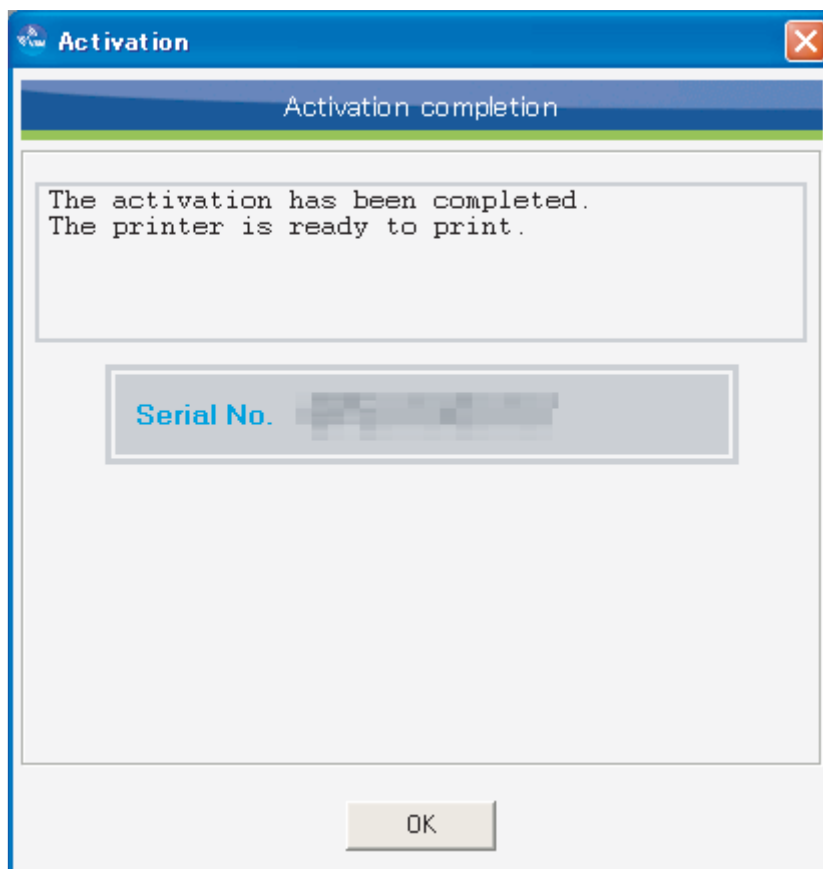 Activation
Activation completion
The activation has been completed.
The printer is ready to print.
Serial No.
OK